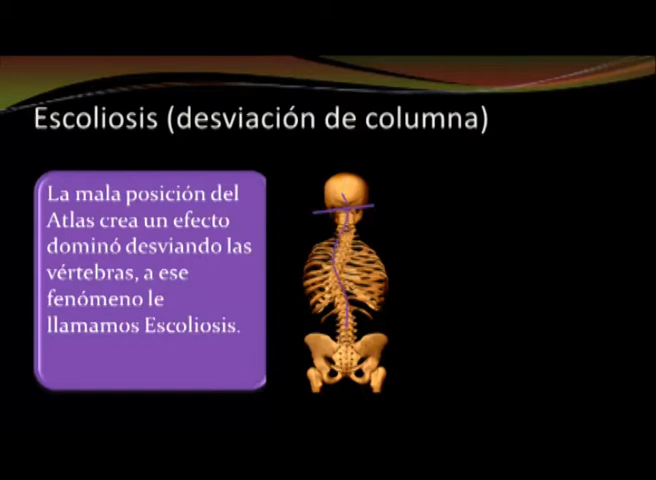 Escoliosis (desviación de columna)
La mala posición del
Atlas crea un efecto
dominó desviando las
vértebras, a ese
fenómeno le
llamamos Escoliosis.